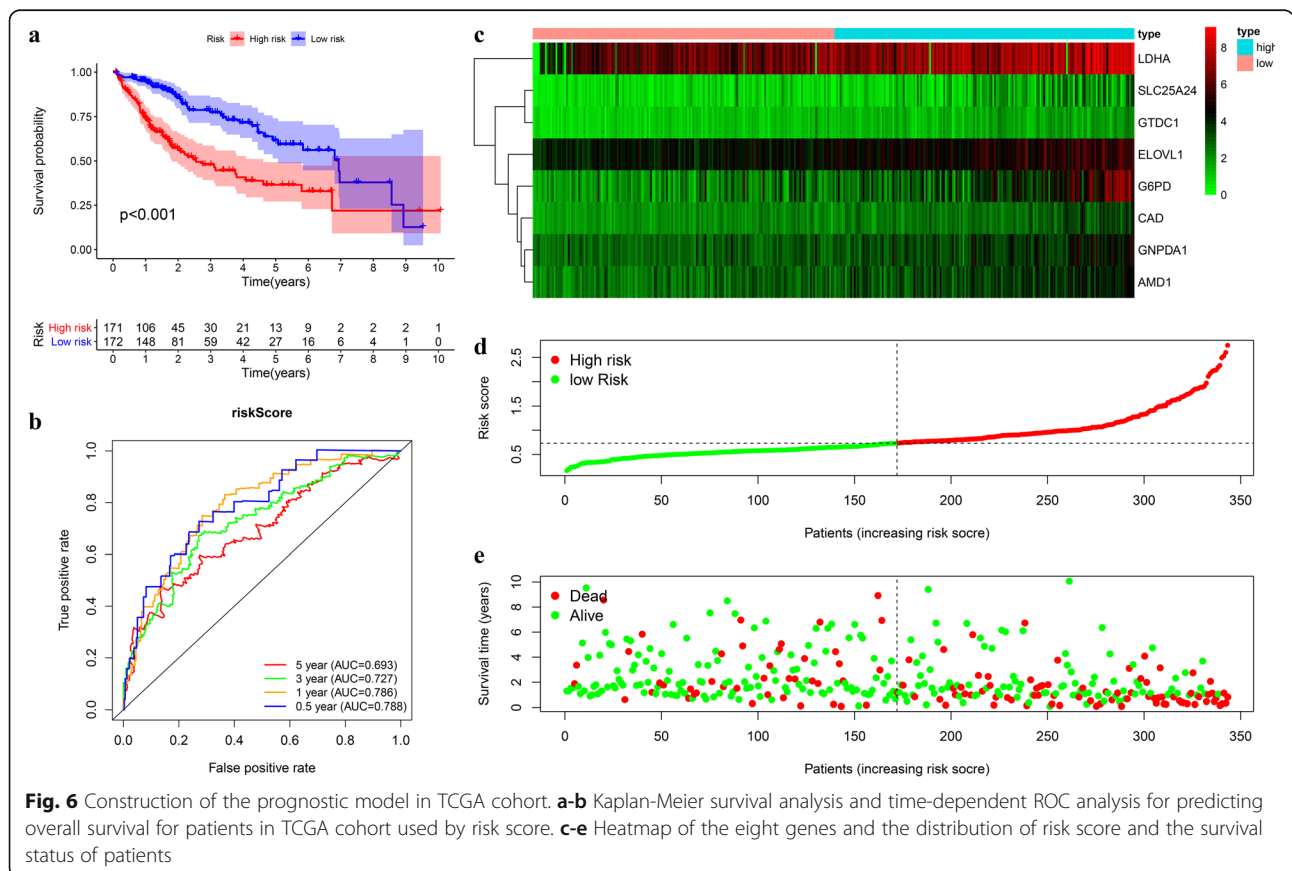 a
Risk High risk Low risk
Survival probability
1.00
0.75
0.50
0.25
0.00
p<0.001
0 1 2 3 4 5 6 7 8 9 10
Time(years)
Risk
High risk 171 106 45 30 21 13 9 2 2 2 1
Low risk 172 148 81 59 42 27 16 6 4 1 0
0 1 2 3 4 5 6 7 8 9 10
Time(years)
b
riskScore
True positive rate
1.0
0.8
0.6
0.4
0.2
0.0
5 year (AUC=0.693)
3 year (AUC=0.727)
1 year (AUC=0.786)
0.5 year (AUC=0.788)
0.0 0.2 0.4 0.6 0.8 1.0
False positive rate
c
type
LDHA
SLC25A24
GTDC1
ELOVL1
G6PD
CAD
GNPDA1
AMD1
8
6
4
2
0
type
high
low
d
High risk
low Risk
Risk score
2.5
1.5
0.5
0 50 100 150 200 250 300 350
Patients (increasing risk socre)
e
Dead
Alive
Survival time (years)
10
8
6
4
2
0
0 50 100 150 200 250 300 350
Patients (increasing risk socre)
Fig. 6 Construction of the prognostic model in TCGA cohort. a-b Kaplan-Meier survival analysis and time-dependent ROC analysis for predicting
overall survival for patients in TCGA cohort used by risk score. c-e Heatmap of the eight genes and the distribution of risk score and the survival
status of patients